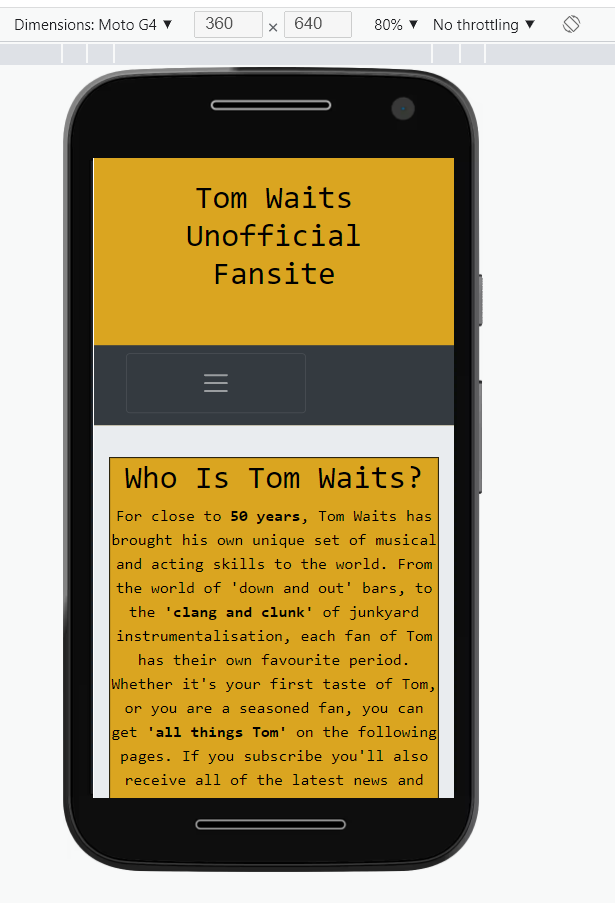 Dimensions: Moto G4 ▼ 360 × 640 80% ▼ No throttling ▼
Tom Waits
Unofficial
Fansite
Who Is Tom Waits?
For close to 50 years, Tom Waits has
brought his own unique set of musical
and acting skills to the world. From
the world of 'down and out' bars, to
the 'clang and clunk' of junkyard
instrumentalisation, each fan of Tom
has their own favourite period.
Whether it's your first taste of Tom,
or you are a seasoned fan, you can
get 'all things Tom' on the following
pages. If you subscribe you'll also
receive all of the latest news and